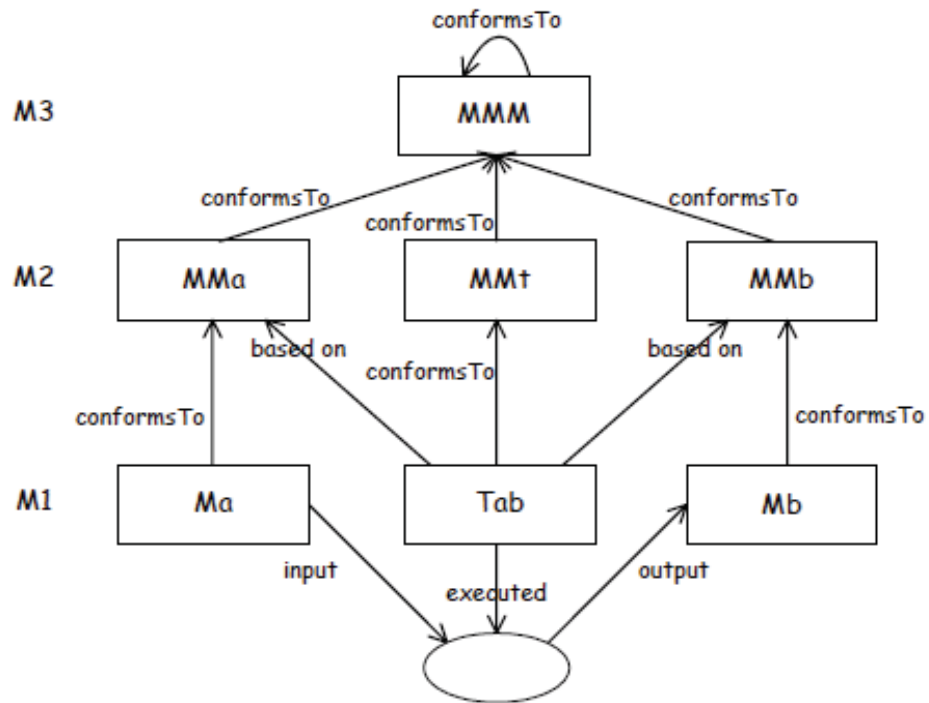 conformsTo
M3
MMM
conformsTo
conformsTo
conformsTo
M2
MMa
MMt
MMb
based on
based on
conformsTo
conformsTo
conformsTo
M1
Ma
Tab
Mb
input
executed
output